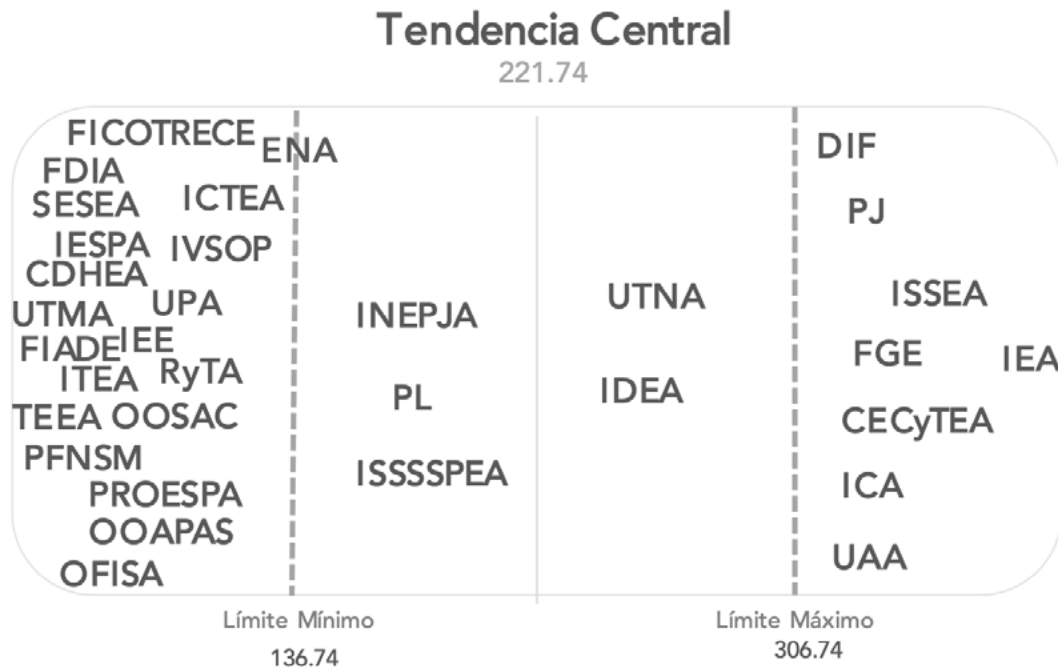 Tendencia Central
221.74
FICOTRECE
ENA
FDIA
SESEA
ICTEA
IESPA
IVSOP
CDHEA
UTMA
UPA
FIADE
IEE
ITEA
RyTA
TEEA
OOSAC
PFNSM
PROESPA
OOAPAS
OFISA
INEPJA
PL
ISSSSPEA
UTNA
IDEA
DIF
PJ
ISSEA
FGE
IEA
CECyTEA
ICA
UAA
Límite Mínimo
136.74
Límite Máximo
306.74